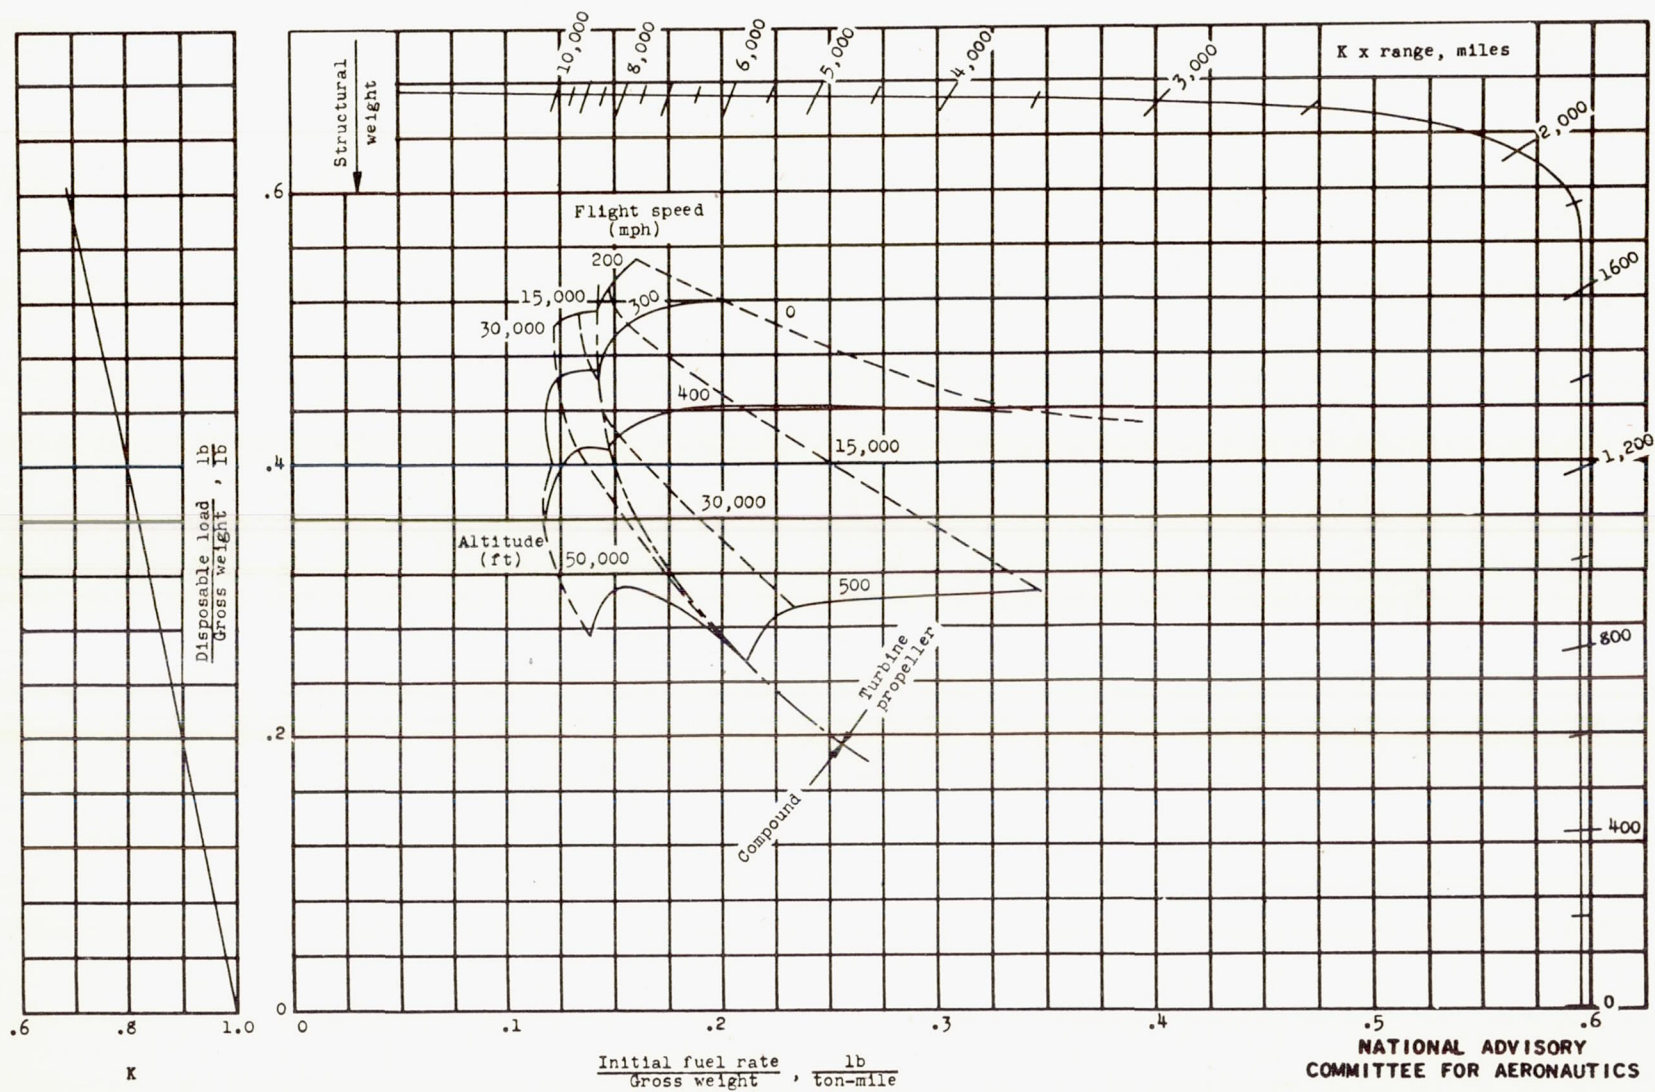 10,000
8,000
6,000
5,000
4,000
3,000
K x range, miles
2,000
Structural
weight
.6
Flight speed
(mph)
200
1600
15,000
300
0
30,000
400
15,000
1,200
.4
30,000
Altitude
(ft)
50,000
500
Disposable load
Gross weight
, lb
lb
800
Turbine
propeller
.2
Compound
400
0
0
.6
.8
1.0
0
.1
.2
.3
.4
.5
.6
K
Initial fuel rate
Gross weight
, lb
ton-mile
NATIONAL ADVISORY
COMMITTEE FOR AERONAUTICS